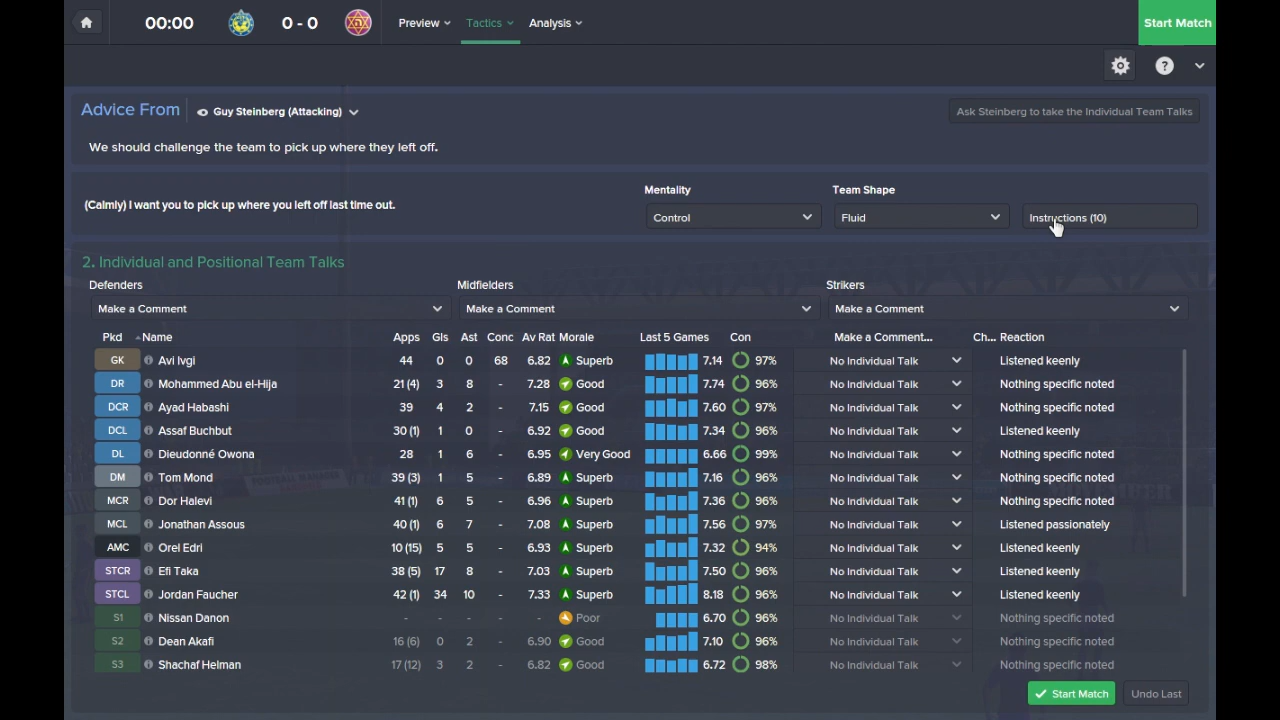 00:00 0 - 0 Preview Tactics Analysis Start Match
Advice From Guy Steinberg (Attacking) Ask Steinberg to take the Individual Team Talks
We should challenge the team to pick up where they left off.
Mentality Team Shape
(Calmly) I want you to pick up where you left off last time out.
Control Fluid Instructions (10)
2. Individual and Positional Team Talks
Defenders Midfielders Strikers
Make a Comment Make a Comment Make a Comment
Pkd Name Apps Gls Ast Conc Av Rat Morale Last 5 Games Con Make a Comment... Ch... Reaction
GK Avi Ivgi 44 0 0 68 6.82 Superb 7.14 97% No Individual Talk Listened keenly
DR Mohammed Abu el-Hija 21 (4) 3 8 - 7.28 Good 7.74 96% No Individual Talk Nothing specific noted
DCR Ayad Habashi 39 4 2 - 7.15 Good 7.60 97% No Individual Talk Nothing specific noted
DCL Assaf Buchbut 30 (1) 1 0 - 6.92 Good 7.34 96% No Individual Talk Listened keenly
DL Dieudonné Owona 28 1 6 - 6.95 Very Good 6.66 99% No Individual Talk Nothing specific noted
DM Tom Mond 39 (3) 1 5 - 6.89 Superb 7.16 96% No Individual Talk Nothing specific noted
MCR Dor Halevi 41 (1) 6 5 - 6.96 Superb 7.36 96% No Individual Talk Nothing specific noted
MCL Jonathan Assous 40 (1) 6 7 - 7.08 Superb 7.56 97% No Individual Talk Listened passionately
AMC Orel Edri 10 (15) 5 5 - 6.93 Superb 7.32 94% No Individual Talk Listened keenly
STCR Efi Taka 38 (5) 17 8 - 7.03 Superb 7.50 96% No Individual Talk Listened keenly
STCL Jordan Faucher 42 (1) 34 10 - 7.33 Superb 8.18 96% No Individual Talk Listened keenly
S1 Nissan Danon - - - - - Poor 6.70 96% No Individual Talk Nothing specific noted
S2 Dean Akafi 16 (6) 0 2 - 6.90 Good 7.10 96% No Individual Talk Nothing specific noted
S3 Shachaf Helman 17 (12) 3 2 - 6.82 Good 6.72 98% No Individual Talk Nothing specific noted
Start Match Undo Last